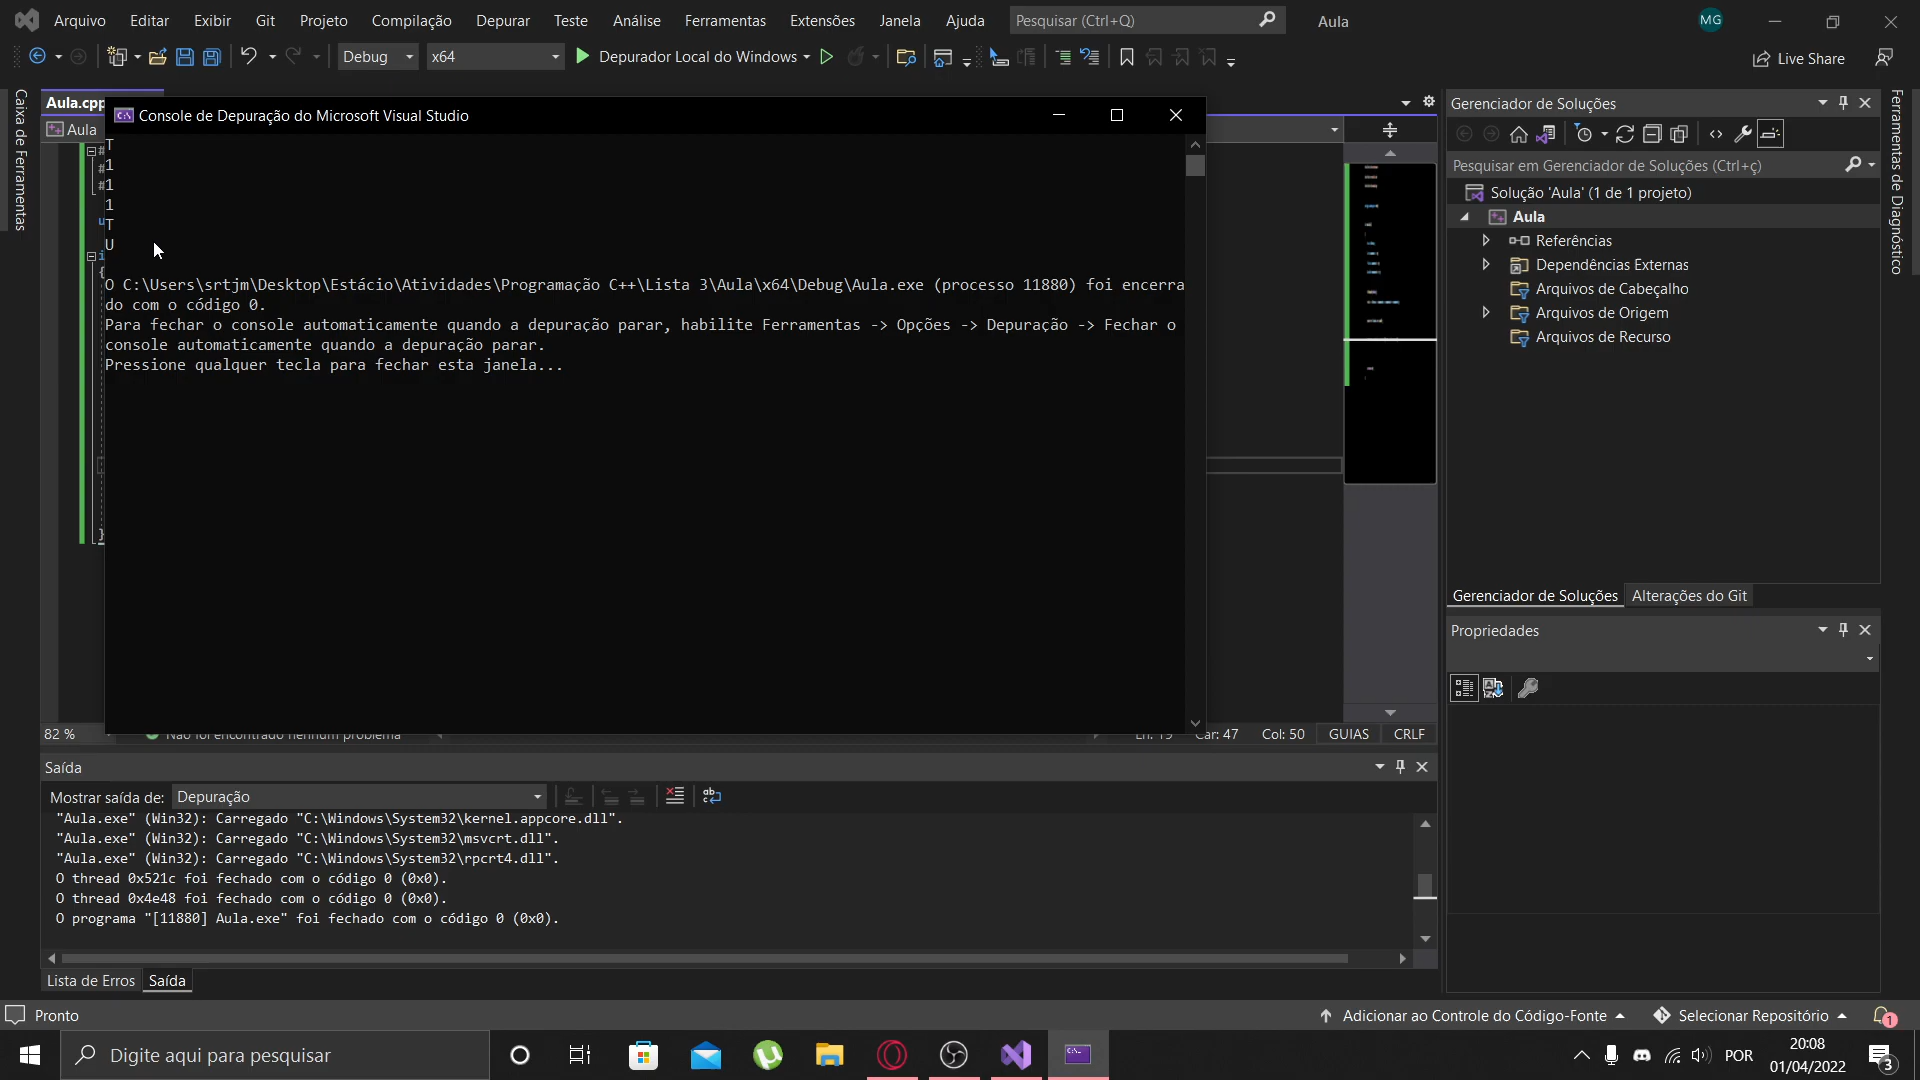 Arquivo Editar Exibir Git Projeto Compilação Depurar Teste Análise Ferramentas Extensões Janela Ajuda Pesquisar (Ctrl+Q) Aula MG
Debug x64 Depurador Local do Windows Live Share
Caixa de Ferramentas
Aula.cpp
Aula
Console de Depuração do Microsoft Visual Studio
T
1
1
1
T
U
O C:\Users\srtjm\Desktop\Estácio\Atividades\Programação C++\Lista 3\Aula\x64\Debug\Aula.exe (processo 11880) foi encerra
do com o código 0.
Para fechar o console automaticamente quando a depuração parar, habilite Ferramentas -> Opções -> Depuração -> Fechar o
console automaticamente quando a depuração parar.
Pressione qualquer tecla para fechar esta janela...
Gerenciador de Soluções
Pesquisar em Gerenciador de Soluções (Ctrl+ç)
Solução 'Aula' (1 de 1 projeto)
Aula
Referências
Dependências Externas
Arquivos de Cabeçalho
Arquivos de Origem
Arquivos de Recurso
Ferramentas de Diagnóstico
Gerenciador de Soluções Alterações do Git
Propriedades
82 % Não foi encontrado nenhum problema Ln: 19 Car: 47 Col: 50 GUIAS CRLF
Saída
Mostrar saída de: Depuração
"Aula.exe" (Win32): Carregado "C:\Windows\System32\kernel.appcore.dll".
"Aula.exe" (Win32): Carregado "C:\Windows\System32\msvcrt.dll".
"Aula.exe" (Win32): Carregado "C:\Windows\System32\rpcrt4.dll".
O thread 0x521c foi fechado com o código 0 (0x0).
O thread 0x4e48 foi fechado com o código 0 (0x0).
O programa "[11880] Aula.exe" foi fechado com o código 0 (0x0).
Lista de Erros Saída
Pronto Adicionar ao Controle do Código-Fonte Selecionar Repositório 1
Digite aqui para pesquisar POR 20:08
01/04/2022 3